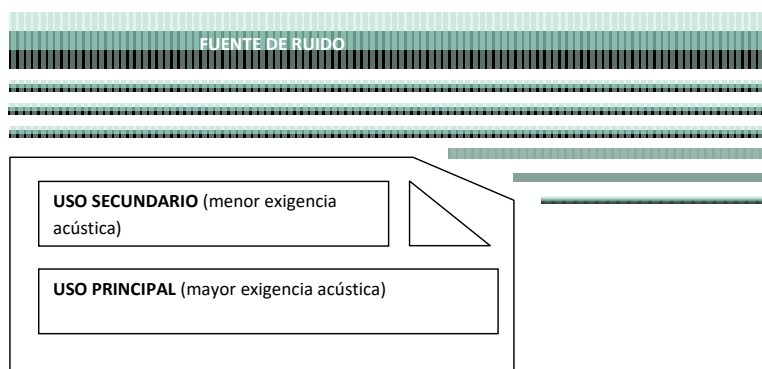 FUENTE DE RUIDO
USO SECUNDARIO (menor exigencia
acústica)
USO PRINCIPAL (mayor exigencia acústica)